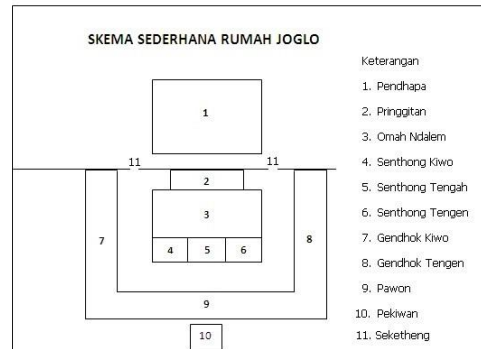 SKEMA SEDERHANA RUMAH JOGLO
Keterangan
1. Pendhapa
2. Pringgitan
3. Omah Ndalem
4. Senthong Kiwo
5. Senthong Tengah
6. Senthong Tengen
7. Gendhok Kiwo
8. Gendhok Tengen
9. Pawon
10. Pekiwan
11. Seketheng
1
11
11
2
3
7
8
4 5 6
9
10